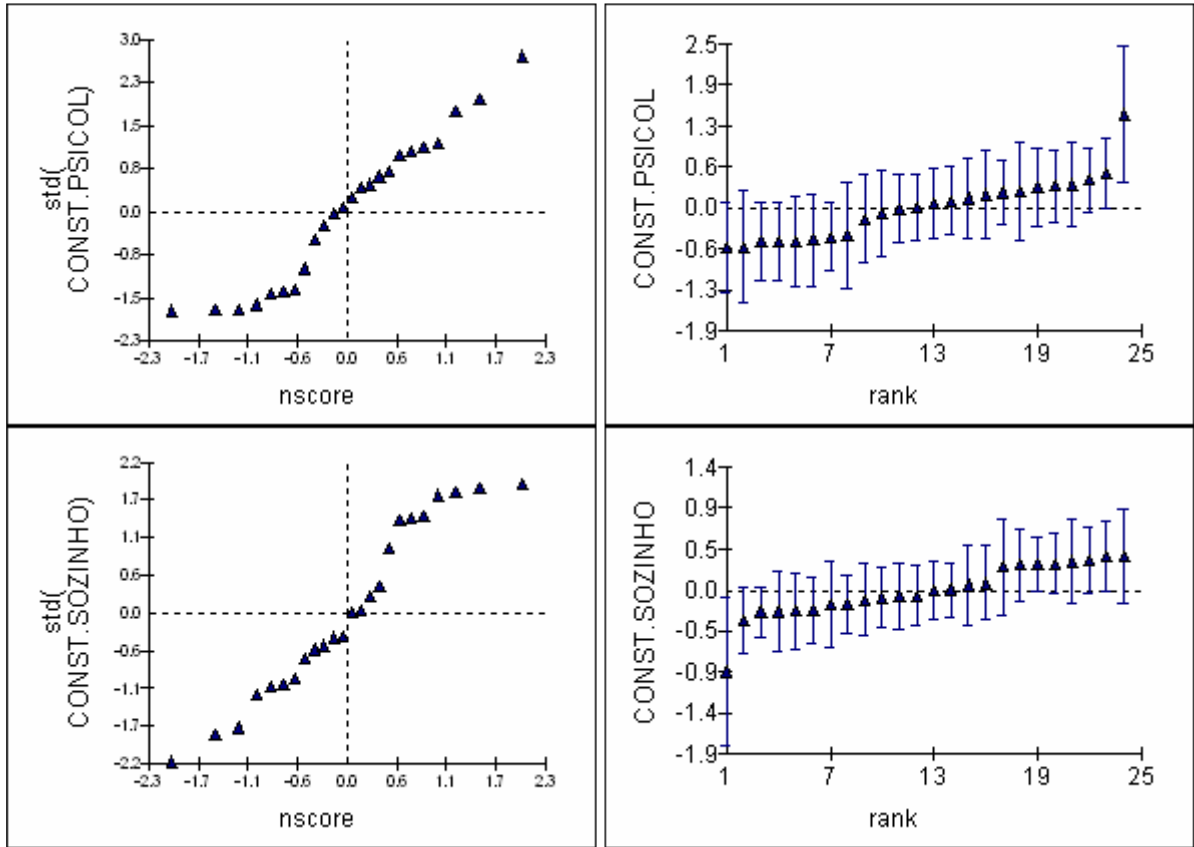 3.0
2.3
1.5
0.8
0.0
-0.8
-1.5
-2.3
std(
CONST.PSICOL)
-2.3 -1.7 -1.1 -0.6 0.0 0.6 1.1 1.7 2.3
nscore
2.5
1.9
1.3
0.6
0.0
-0.6
-1.3
-1.9
CONST.PSICOL
1 7 13 19 25
rank
2.2
1.7
1.1
0.6
0.0
-0.6
-1.1
-1.7
-2.2
std(
CONST.SOZINHO)
-2.3 -1.7 -1.1 -0.6 0.0 0.6 1.1 1.7 2.3
nscore
1.4
0.9
0.5
0.0
-0.5
-0.9
-1.4
-1.9
CONST.SOZINHO
1 7 13 19 25
rank